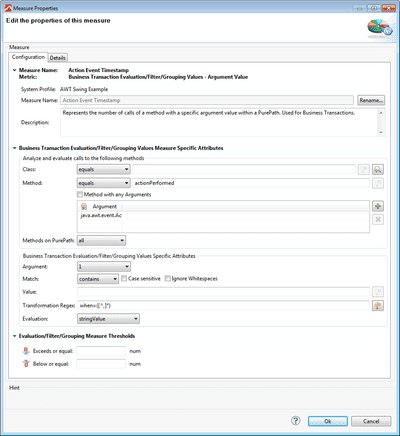 Measure Properties
Edit the properties of this measure
Measure
Configuration Details
Measure Name: Action Event Timestamp
Metric: Business Transaction Evaluation/Filter/Grouping Values - Argument Value
System Profile: AWT Swing Example
Measure Name: Action Event Timestamp Rename...
Description: Represents the number of calls of a method with a specific argument value within a PurePath. Used for Business Transactions.
Business Transaction Evaluation/Filter/Grouping Values Measure Specific Attributes
Analyze and evaluate calls to the following methods
Class: equals
Method: equals actionPerformed
Method with any Arguments
Argument
java.awt.event.Ac
Methods on PurePath: all
Business Transaction Evaluation/Filter/Grouping Values Specific Attributes
Argument: 1
Match: contains Case sensitive Ignore Whitespaces
Value:
Transformation Regex: when=([^,]*)
Evaluation: stringValue
Evaluation/Filter/Grouping Measure Thresholds
Exceeds or equal: num
Below or equal: num
Hint
Ok Cancel